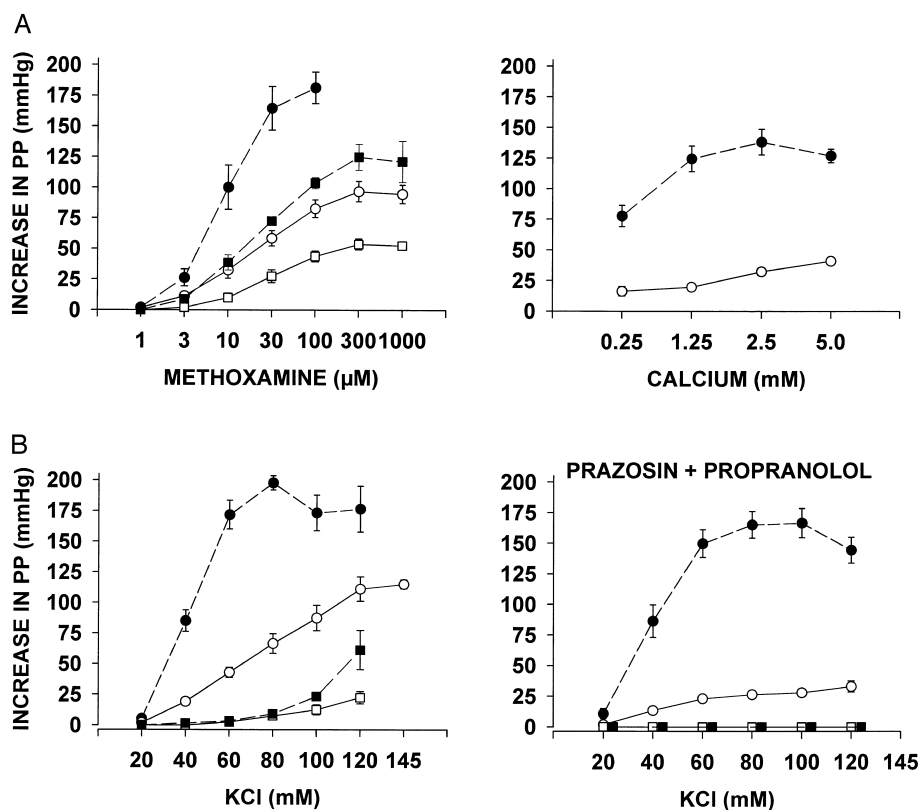 A
INCREASE IN PP (mmHg)
200
175
150
125
100
75
50
25
0
1 3 10 30 100 300 1000
METHOXAMINE (µM)
200
175
150
125
100
75
50
25
0
0.25 1.25 2.5 5.0
CALCIUM (mM)
B
INCREASE IN PP (mmHg)
200
175
150
125
100
75
50
25
0
20 40 60 80 100 120 145
KCl (mM)
PRAZOSIN + PROPRANOLOL
200
175
150
125
100
75
50
25
0
20 40 60 80 100 120 145
KCl (mM)